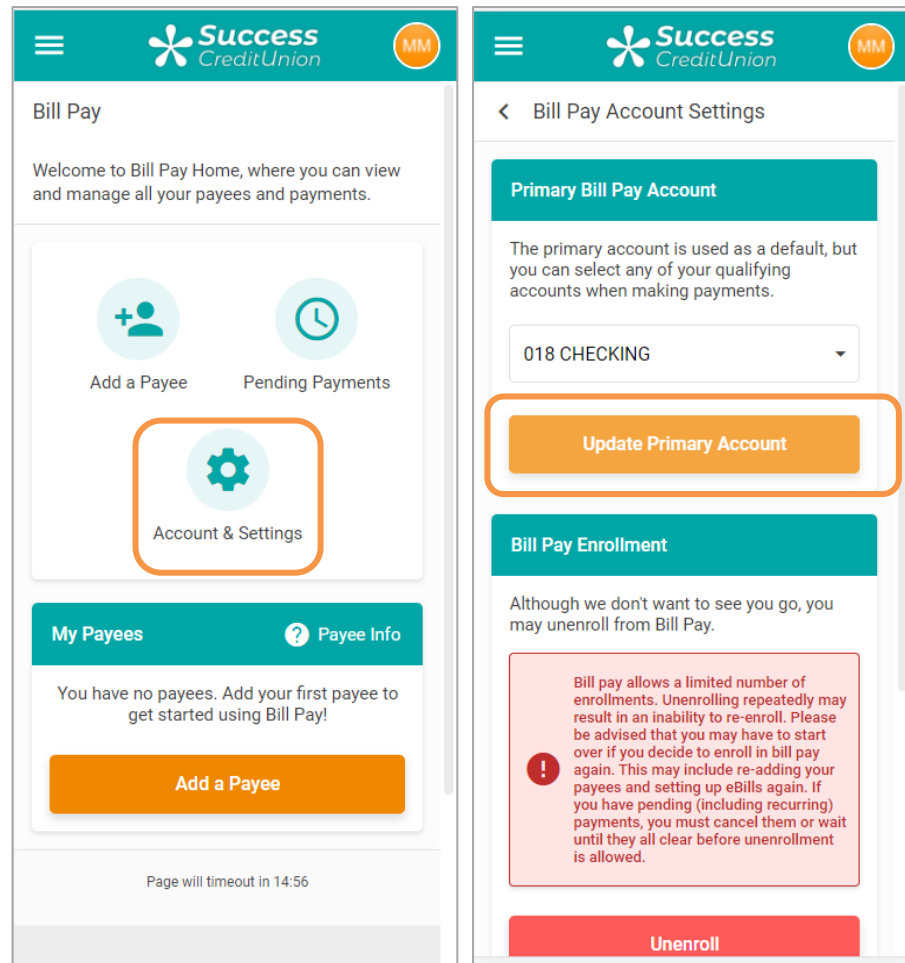 Success
CreditUnion
MM
Bill Pay
Welcome to Bill Pay Home, where you can view
and manage all your payees and payments.
Add a Payee
Pending Payments
Account & Settings
My Payees
? Payee Info
You have no payees. Add your first payee to
get started using Bill Pay!
Add a Payee
Page will timeout in 14:56
Success
CreditUnion
MM
Bill Pay Account Settings
Primary Bill Pay Account
The primary account is used as a default, but
you can select any of your qualifying
accounts when making payments.
018 CHECKING
Update Primary Account
Bill Pay Enrollment
Although we don't want to see you go, you
may unenroll from Bill Pay.
Bill pay allows a limited number of
enrollments. Unenrolling repeatedly may
result in an inability to re-enroll. Please
be advised that you may have to start
over if you decide to enroll in bill pay
again. This may include re-adding your
payees and setting up eBills again. If
you have pending (including recurring)
payments, you must cancel them or wait
until they all clear before unenrollment
is allowed.
Unenroll